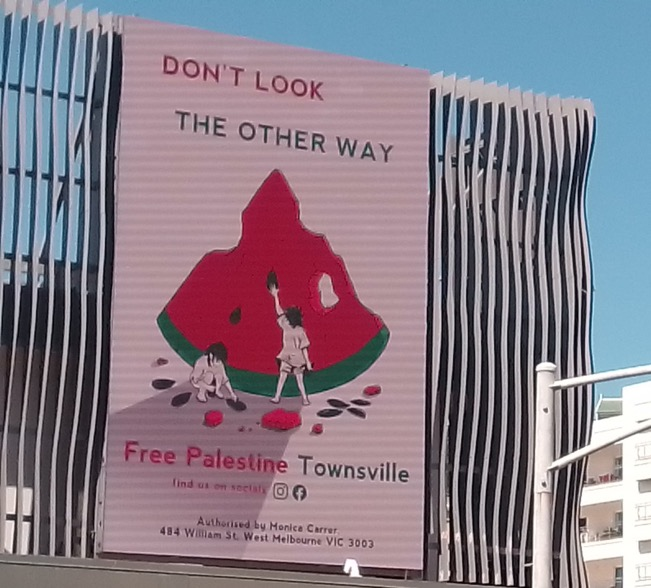 DON'T LOOK
THE OTHER WAY
Free Palestine Townsville
find us on socials
Authorised by Monica Carrer
484 William St. West Melbourne VIC 3003